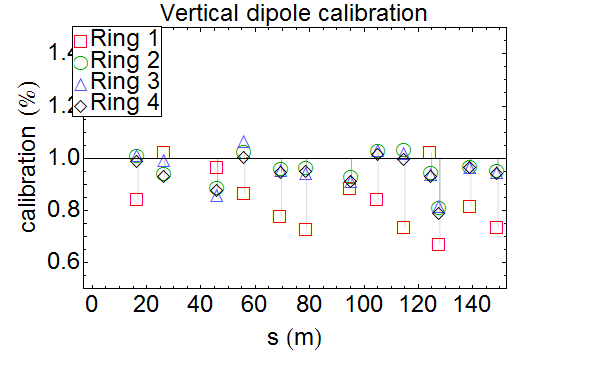 Vertical dipole calibration
Ring 1
Ring 2
Ring 3
Ring 4
1.4
1.2
1.0
0.8
0.6
calibration (%)
0 20 40 60 80 100 120 140
s (m)